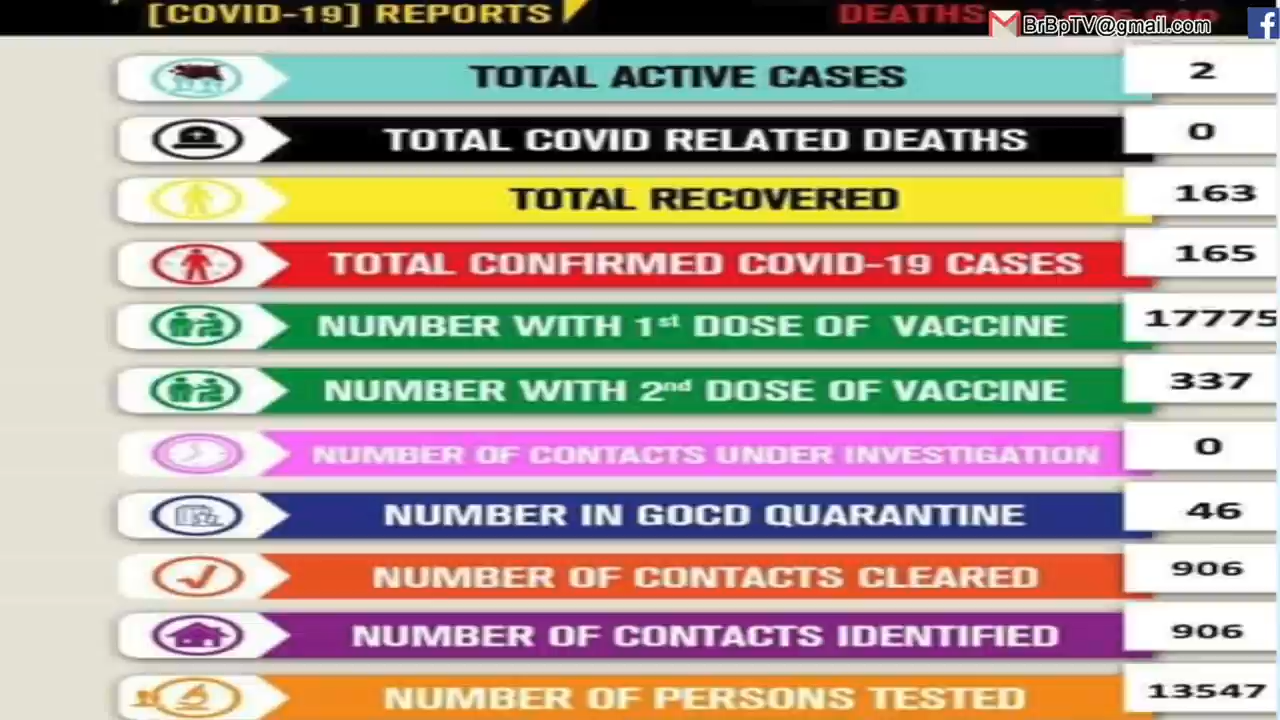 [COVID-19] REPORTS
DEATHS
BrBpTV@gmail.com
TOTAL ACTIVE CASES 2
TOTAL COVID RELATED DEATHS 0
TOTAL RECOVERED 163
TOTAL CONFIRMED COVID-19 CASES 165
NUMBER WITH 1st DOSE OF VACCINE 17775
NUMBER WITH 2nd DOSE OF VACCINE 337
NUMBER OF CONTACTS UNDER INVESTIGATION 0
NUMBER IN GOCD QUARANTINE 46
NUMBER OF CONTACTS CLEARED 906
NUMBER OF CONTACTS IDENTIFIED 906
NUMBER OF PERSONS TESTED 13547